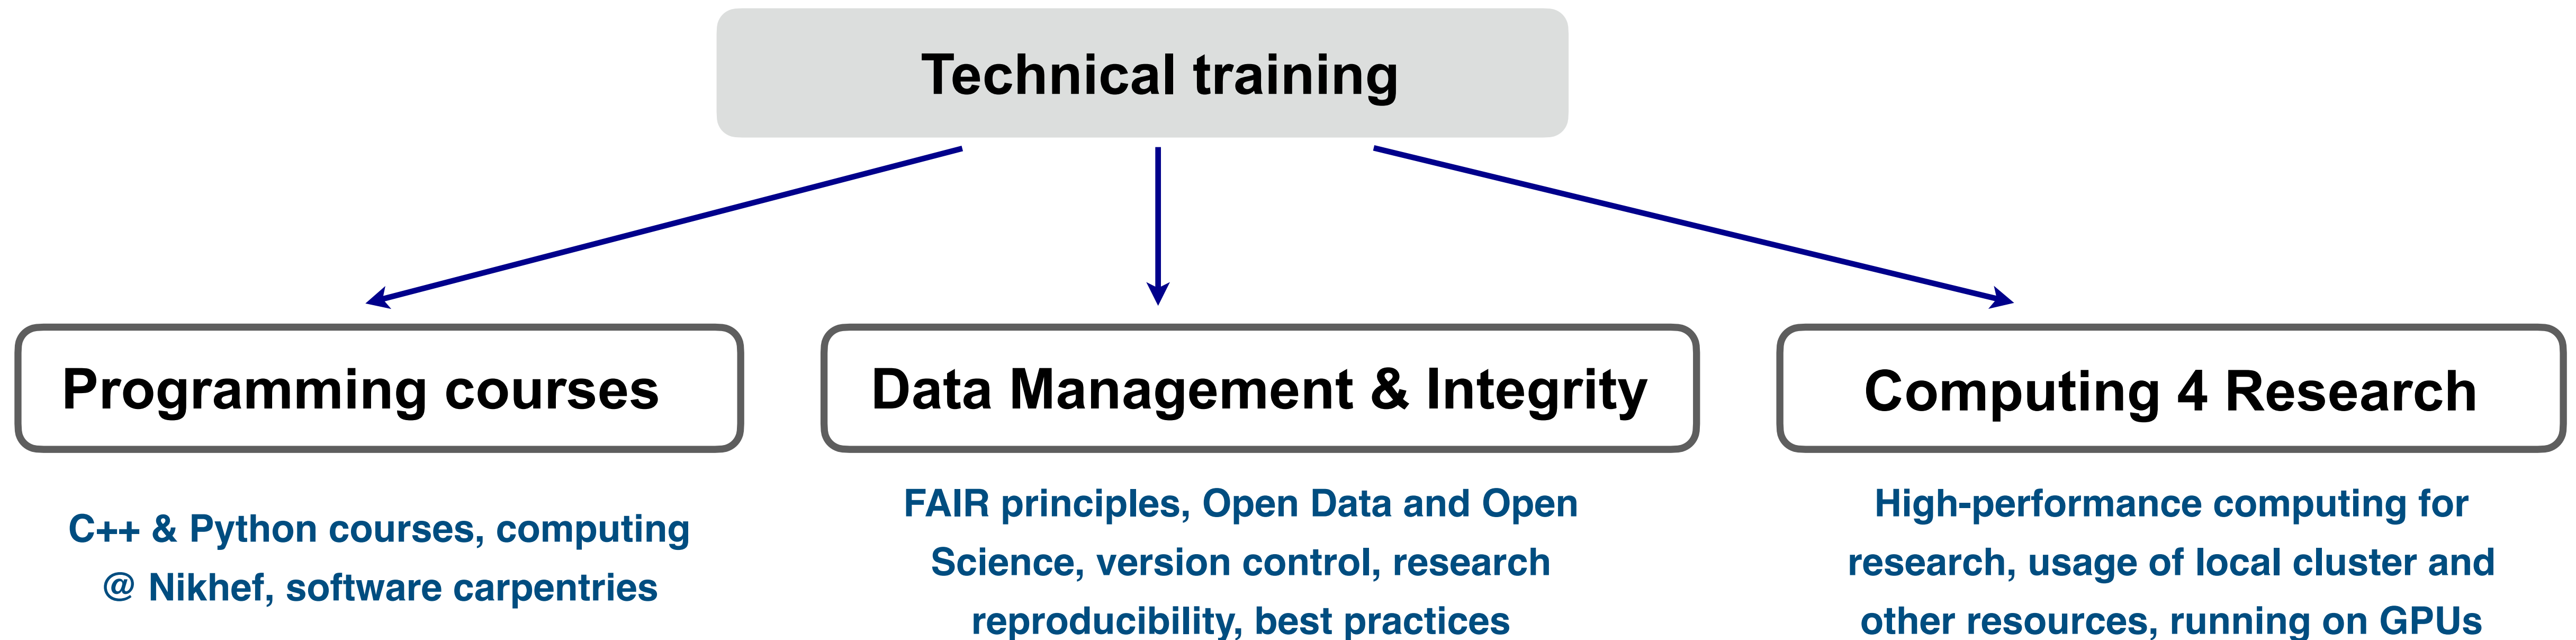 Technical training
Programming courses
Data Management & Integrity
Computing 4 Research
C++ & Python courses, computing
@ Nikhef, software carpentries
FAIR principles, Open Data and Open
Science, version control, research
reproducibility, best practices
High-performance computing for
research, usage of local cluster and
other resources, running on GPUs